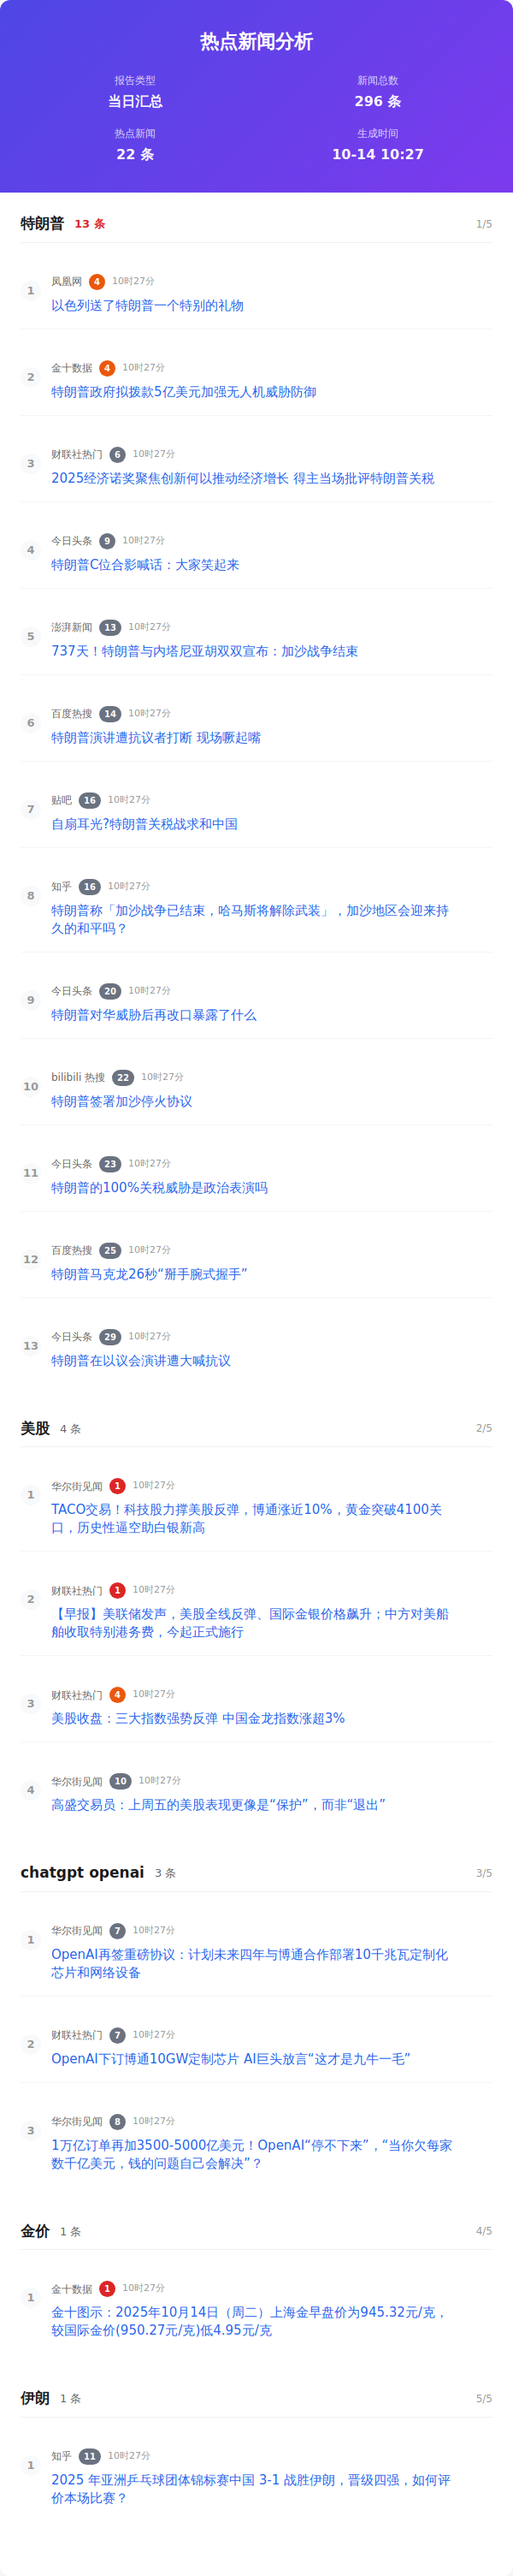 热点新闻分析
报告类型 新闻总数
当日汇总 296 条
热点新闻 生成时间
22 条 10-14 10:27
特朗普 13 条 1/5
1 凤凰网 4 10时27分
以色列送了特朗普一个特别的礼物
2 金十数据 4 10时27分
特朗普政府拟拨款5亿美元加强无人机威胁防御
3 财联社热门 6 10时27分
2025经济诺奖聚焦创新何以推动经济增长 得主当场批评特朗普关税
4 今日头条 9 10时27分
特朗普C位合影喊话：大家笑起来
5 澎湃新闻 13 10时27分
737天！特朗普与内塔尼亚胡双双宣布：加沙战争结束
6 百度热搜 14 10时27分
特朗普演讲遭抗议者打断 现场撅起嘴
7 贴吧 16 10时27分
自扇耳光?特朗普关税战求和中国
8 知乎 16 10时27分
特朗普称「加沙战争已结束，哈马斯将解除武装」，加沙地区会迎来持
久的和平吗？
9 今日头条 20 10时27分
特朗普对华威胁后再改口暴露了什么
10 bilibili 热搜 22 10时27分
特朗普签署加沙停火协议
11 今日头条 23 10时27分
特朗普的100%关税威胁是政治表演吗
12 百度热搜 25 10时27分
特朗普马克龙26秒“掰手腕式握手”
13 今日头条 29 10时27分
特朗普在以议会演讲遭大喊抗议
美股 4 条 2/5
1 华尔街见闻 1 10时27分
TACO交易！科技股力撑美股反弹，博通涨近10%，黄金突破4100关
口，历史性逼空助白银新高
2 财联社热门 1 10时27分
【早报】美联储发声，美股全线反弹、国际金银价格飙升；中方对美船
舶收取特别港务费，今起正式施行
3 财联社热门 4 10时27分
美股收盘：三大指数强势反弹 中国金龙指数涨超3%
4 华尔街见闻 10 10时27分
高盛交易员：上周五的美股表现更像是“保护”，而非“退出”
chatgpt openai 3 条 3/5
1 华尔街见闻 7 10时27分
OpenAI再签重磅协议：计划未来四年与博通合作部署10千兆瓦定制化
芯片和网络设备
2 财联社热门 7 10时27分
OpenAI下订博通10GW定制芯片 AI巨头放言“这才是九牛一毛”
3 华尔街见闻 8 10时27分
1万亿订单再加3500-5000亿美元！OpenAI“停不下来”，“当你欠每家
数千亿美元，钱的问题自己会解决”？
金价 1 条 4/5
1 金十数据 1 10时27分
金十图示：2025年10月14日（周二）上海金早盘价为945.32元/克，
较国际金价(950.27元/克)低4.95元/克
伊朗 1 条 5/5
1 知乎 11 10时27分
2025 年亚洲乒乓球团体锦标赛中国 3-1 战胜伊朗，晋级四强，如何评
价本场比赛？